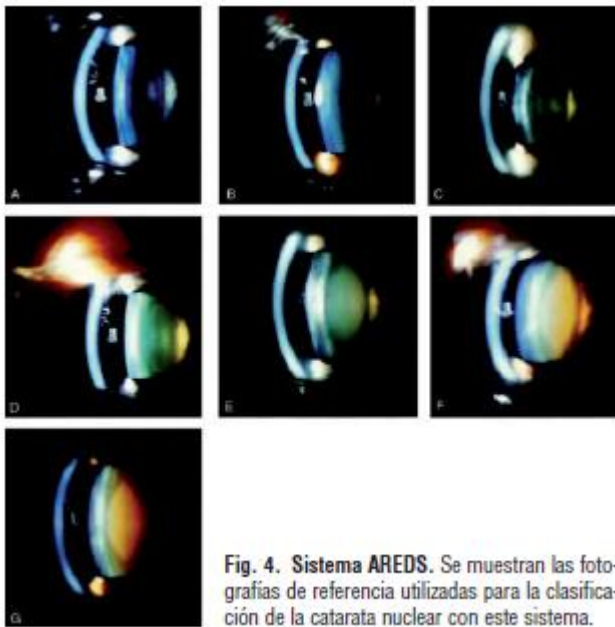 A
B
C
D
E
F
G
Fig. 4. Sistema AREDS. Se muestran las foto-
grafías de referencia utilizadas para la clasifica-
ción de la catarata nuclear con este sistema.